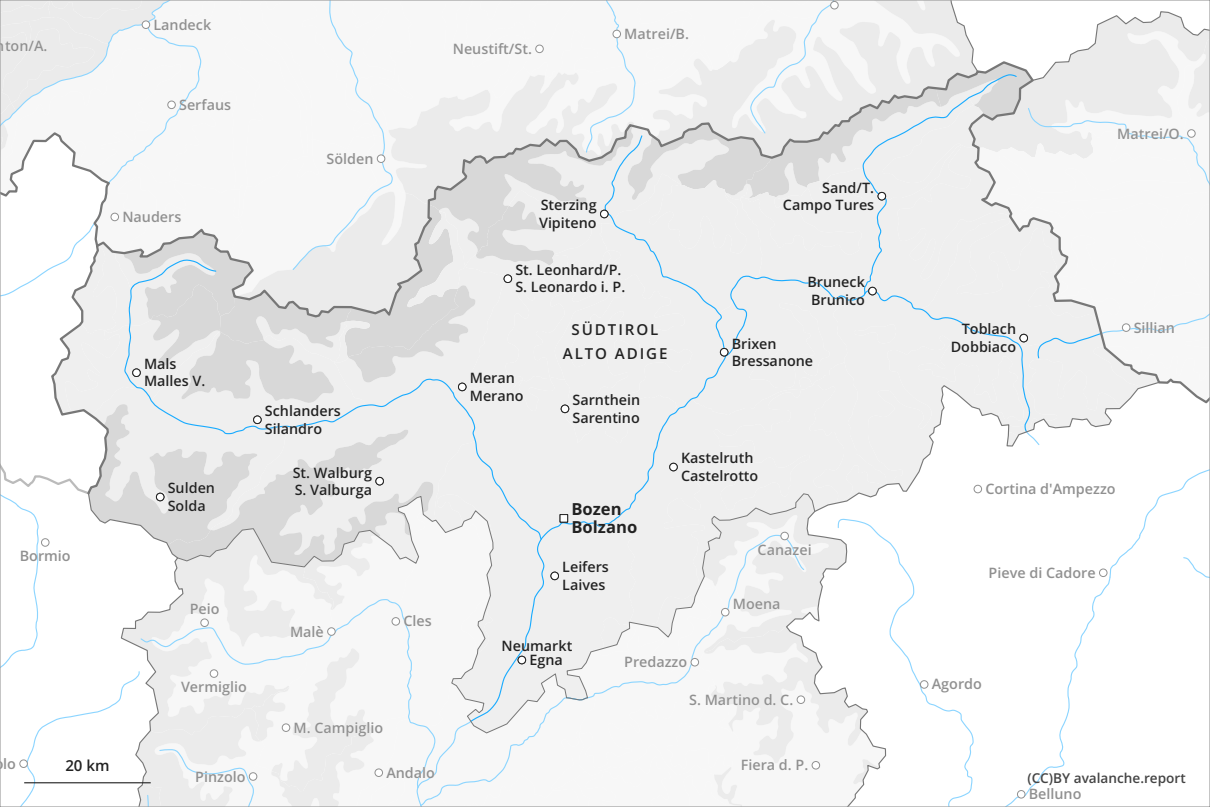 Landeck
Matrei/B.
nton/A.
Neustift/St.
Serfaus
Matrei/O.
Sölden
Sand/T.
Campo Tures
Nauders
Sterzing
Vipiteno
St. Leonhard/P.
S. Leonardo i. P.
Bruneck
Brunico
SÜDTIROL
ALTO ADIGE
Toblach
Dobbiaco
Sillian
Brixen
Bressanone
Mals
Malles V.
Meran
Merano
Schlanders
Silandro
Sarnthein
Sarentino
Kastelruth
Castelrotto
St. Walburg
S. Valburga
Sulden
Solda
Cortina d'Ampezzo
Bozen
Bolzano
Bormio
Canazei
Leifers
Laives
Pieve di Cadore
Peio
Moena
Malè
Cles
Neumarkt
Egna
Predazzo
Vermiglio
Agordo
S. Martino d. C.
M. Campiglio
olo
20 km
Pinzolo
Andalo
Fiera d. P.
(CC)BY avalanche.report
Belluno